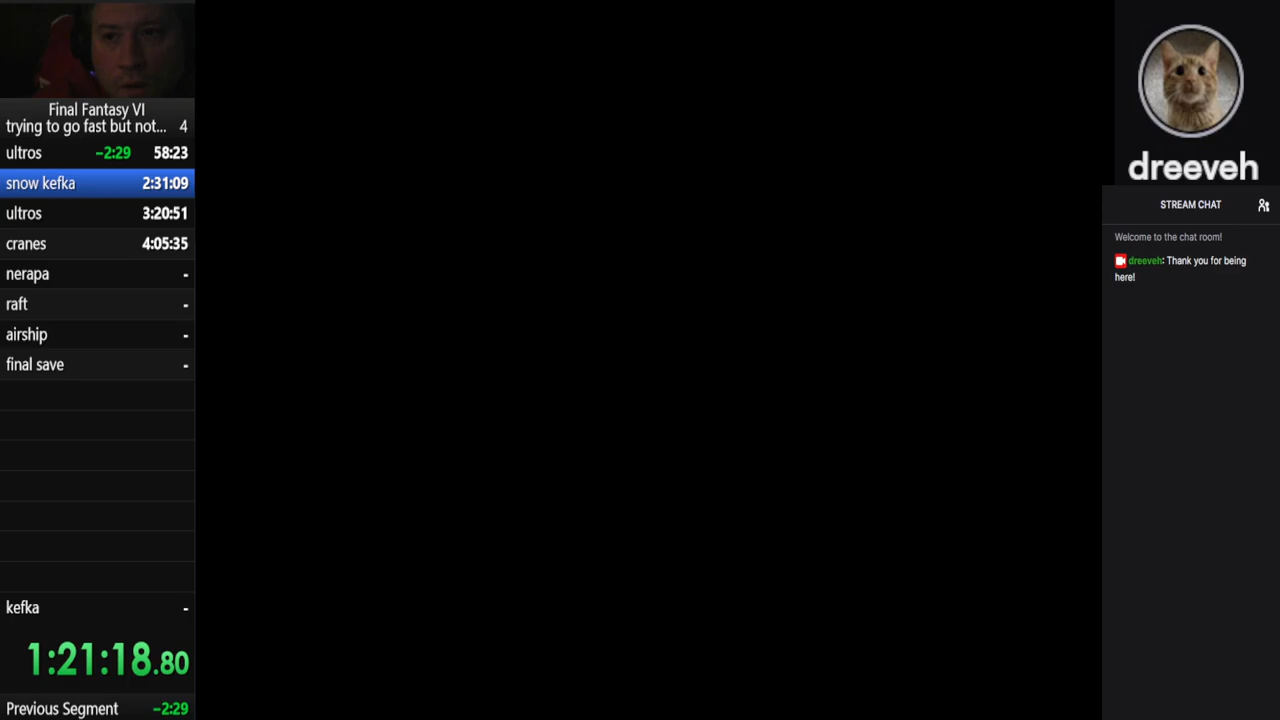 Final Fantasy VI
trying to go fast but not... 4
ultros -2:29 58:23
snow kefka 2:31:09
ultros 3:20:51
cranes 4:05:35
nerapa -
raft -
airship -
final save -
kefka -
1:21:18.80
Previous Segment -2:29
dreeveh
STREAM CHAT
Welcome to the chat room!
dreeveh: Thank you for being
here!